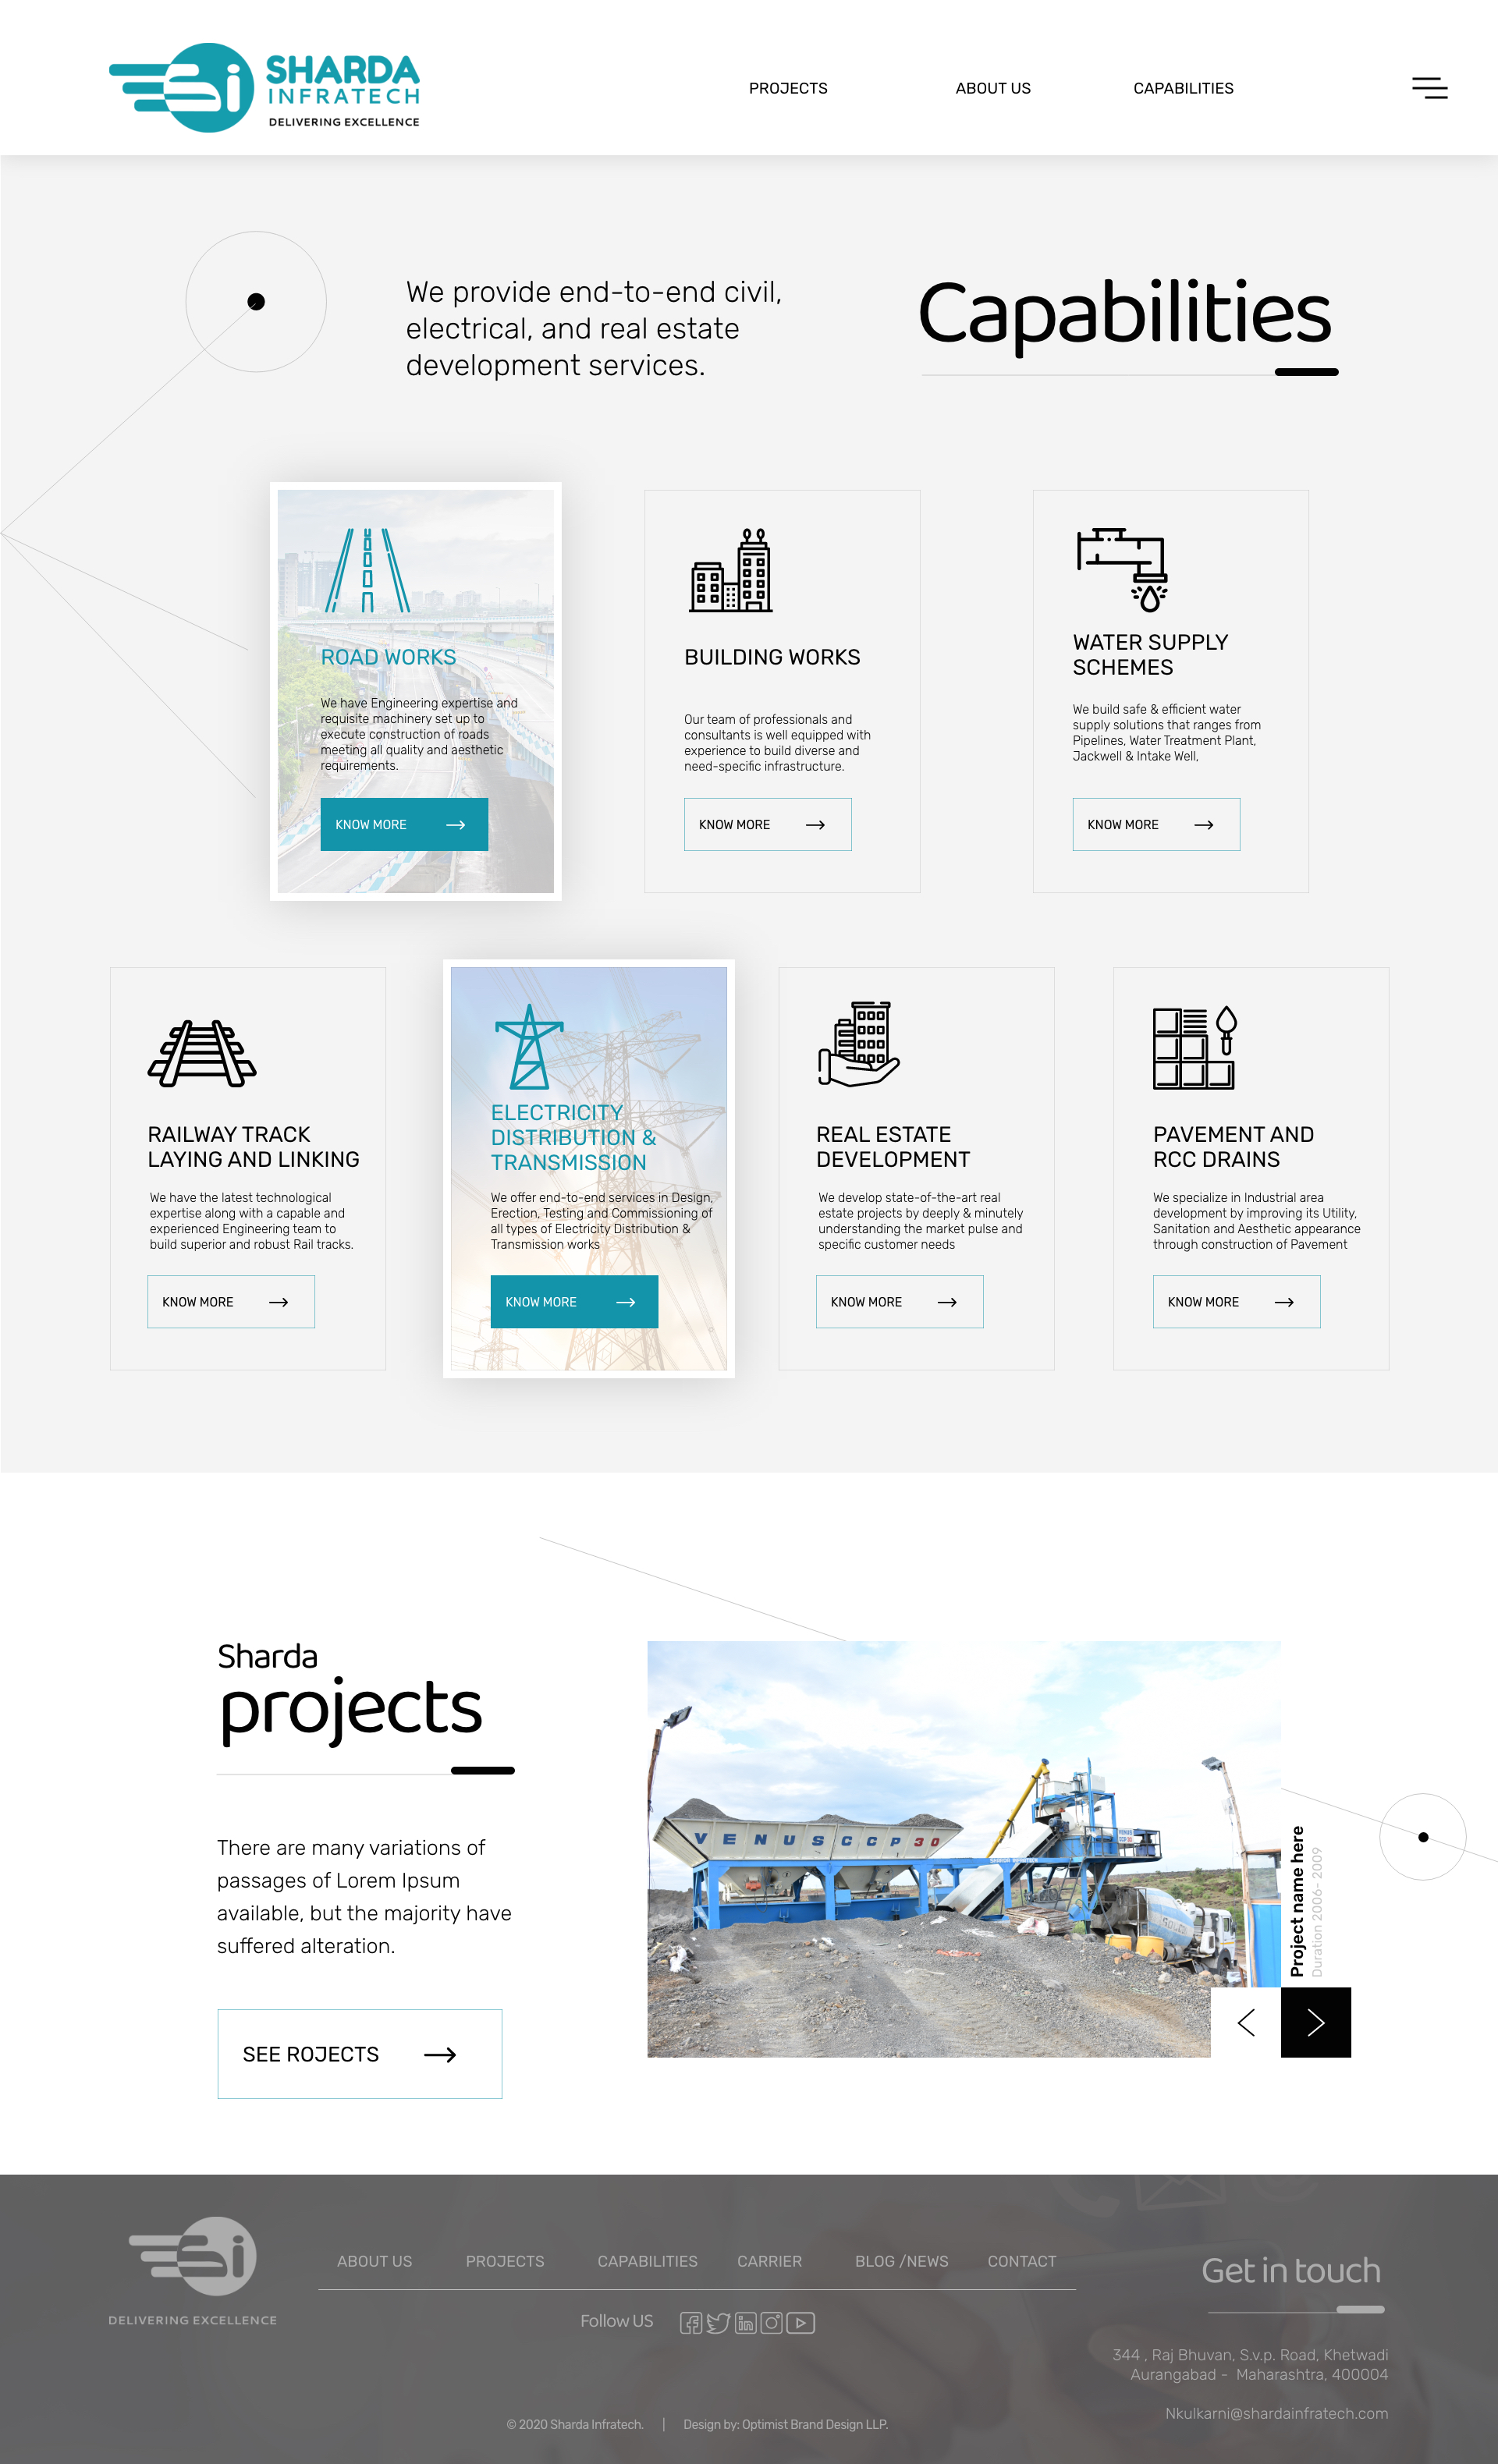 SHARDA
INFRATECH
DELIVERING EXCELLENCE
PROJECTS
ABOUT US
CAPABILITIES
We provide end-to-end civil,
electrical, and real estate
development services.
Capabilities
ROAD WORKS
We have Engineering expertise and
requisite machinery set up to
execute construction of roads
meeting all quality and aesthetic
requirements.
KNOW MORE
BUILDING WORKS
Our team of professionals and
consultants is well equipped with
experience to build diverse and
need-specific infrastructure.
KNOW MORE
WATER SUPPLY
SCHEMES
We build safe & efficient water
supply solutions that ranges from
Pipelines, Water Treatment Plant,
Jackwell & Intake Well,
KNOW MORE
RAILWAY TRACK
LAYING AND LINKING
We have the latest technological
expertise along with a capable and
experienced Engineering team to
build superior and robust Rail tracks.
KNOW MORE
ELECTRICITY
DISTRIBUTION &
TRANSMISSION
We offer end-to-end services in Design,
Erection, Testing and Commissioning of
all types of Electricity Distribution &
Transmission works
KNOW MORE
REAL ESTATE
DEVELOPMENT
We develop state-of-the-art real
estate projects by deeply & minutely
understanding the market pulse and
specific customer needs
KNOW MORE
PAVEMENT AND
RCC DRAINS
We specialize in Industrial area
development by improving its Utility,
Sanitation and Aesthetic appearance
through construction of Pavement
KNOW MORE
Sharda
projects
There are many variations of
passages of Lorem Ipsum
available, but the majority have
suffered alteration.
SEE ROJECTS
VENUS CCP 30
Project name here
Duration 2006- 2009
DELIVERING EXCELLENCE
ABOUT US
PROJECTS
CAPABILITIES
CARRIER
BLOG /NEWS
CONTACT
Follow US
Get in touch
344 , Raj Bhuvan, S.v.p. Road, Khetwadi
Aurangabad - Maharashtra, 400004
Nkulkarni@shardainfratech.com
© 2020 Sharda Infratech. | Design by: Optimist Brand Design LLP.